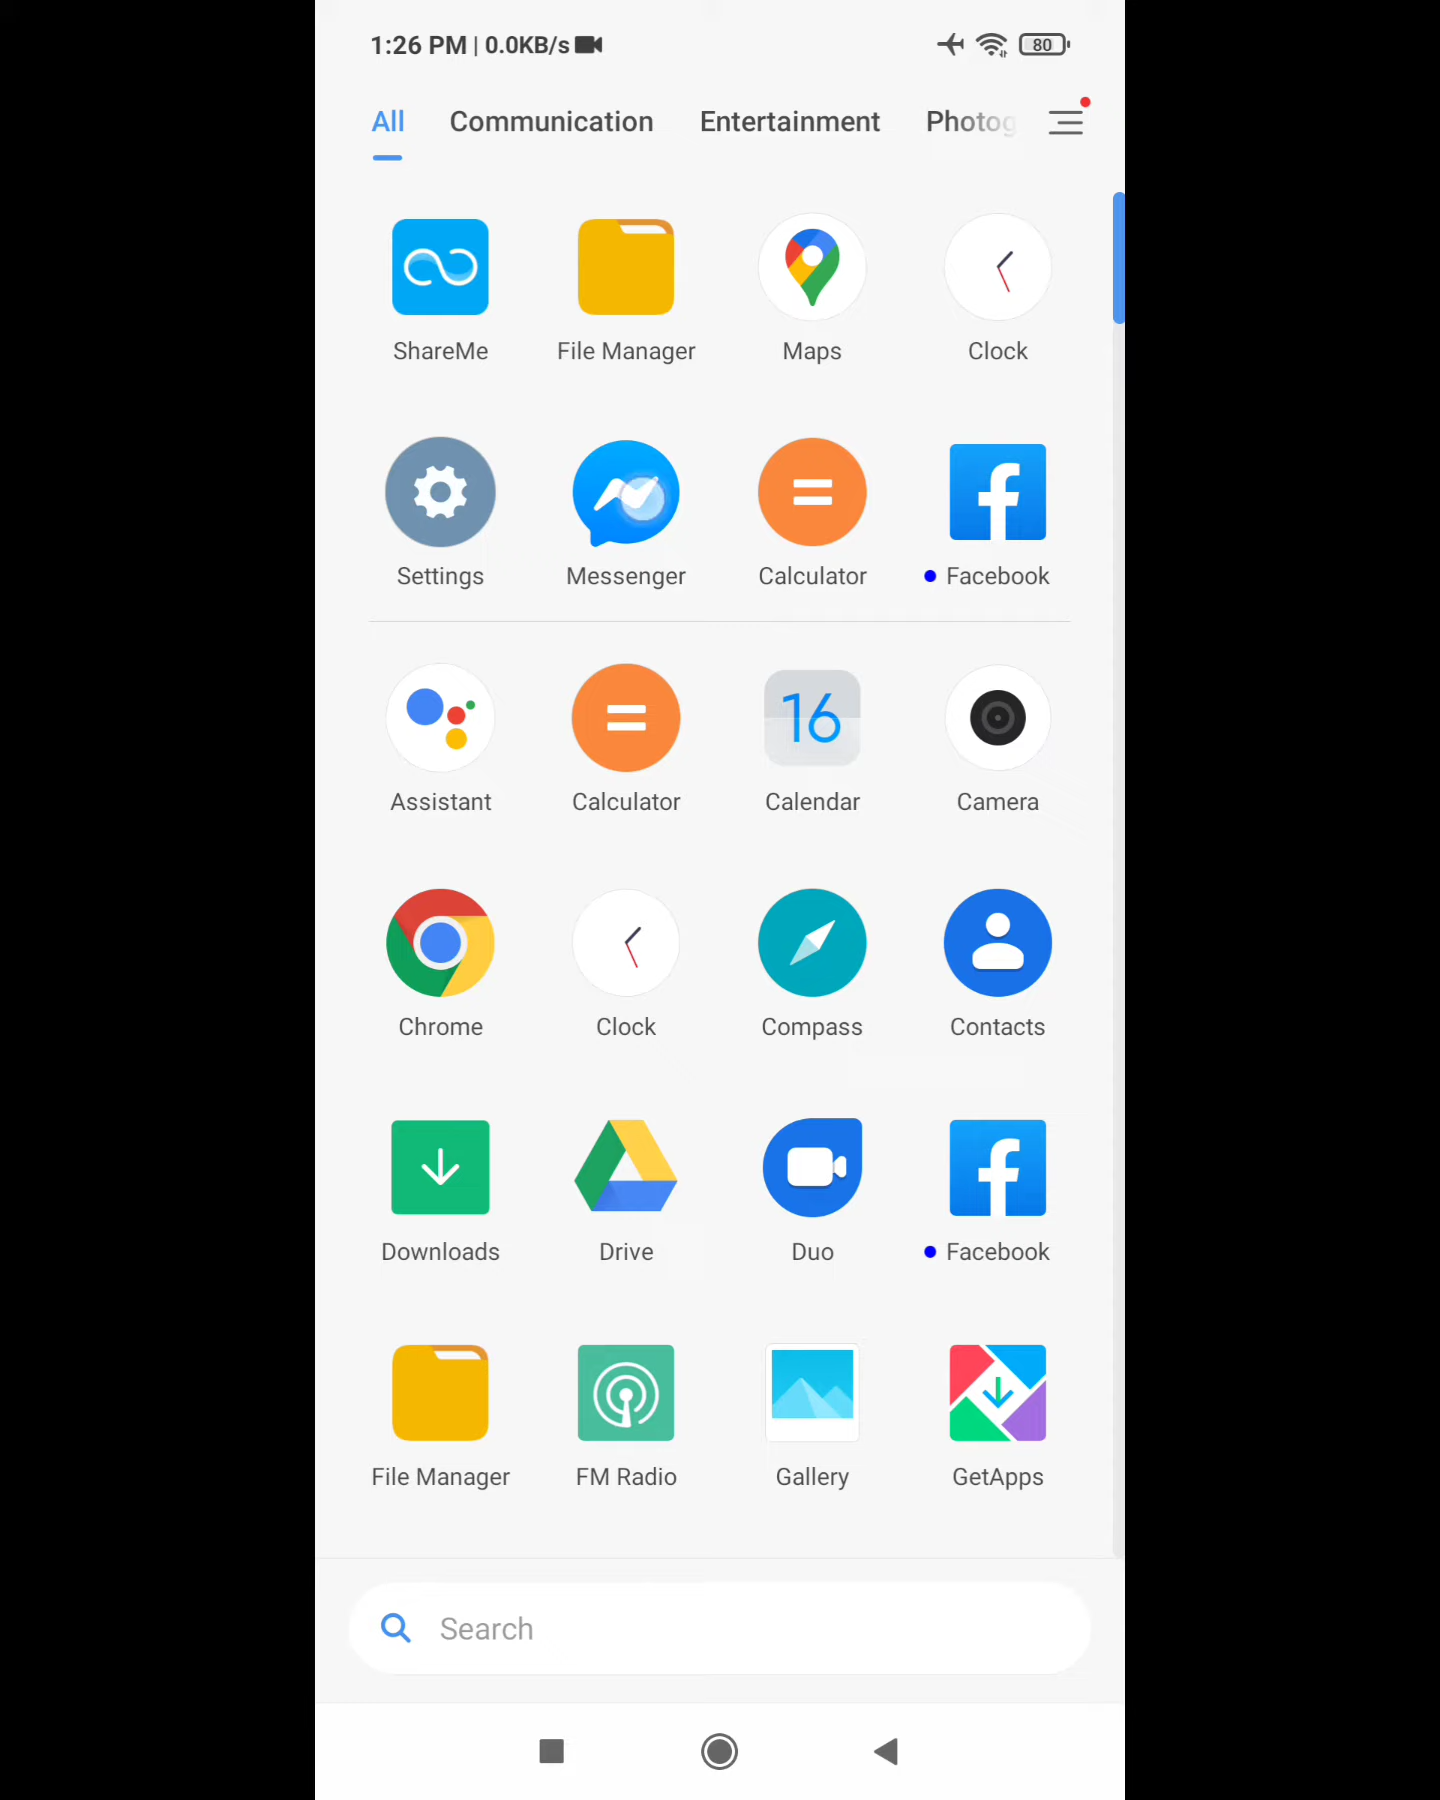 1:26 PM | 0.0KB/s 80
All Communication Entertainment Photog
ShareMe File Manager Maps Clock
Settings Messenger Calculator Facebook
16
Assistant Calculator Calendar Camera
Chrome Clock Compass Contacts
Downloads Drive Duo Facebook
File Manager FM Radio Gallery GetApps
Search